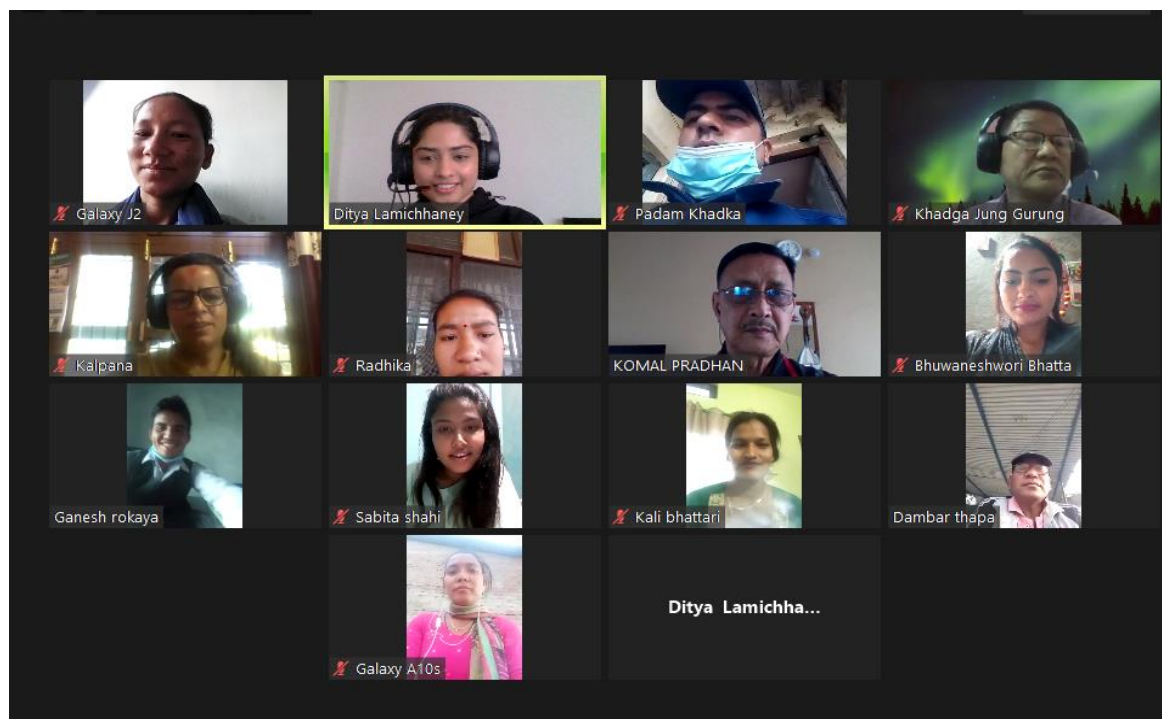 Galaxy J2
Ditya Lamichhaney
Padam Khadka
Khadga Jung Gurung
Kalpana
Radhika
KOMAL PRADHAN
Bhuwaneshwori Bhatta
Ganesh rokaya
Sabita shahi
Kali bhattari
Dambar thapa
Galaxy A10s
Ditya Lamichha...